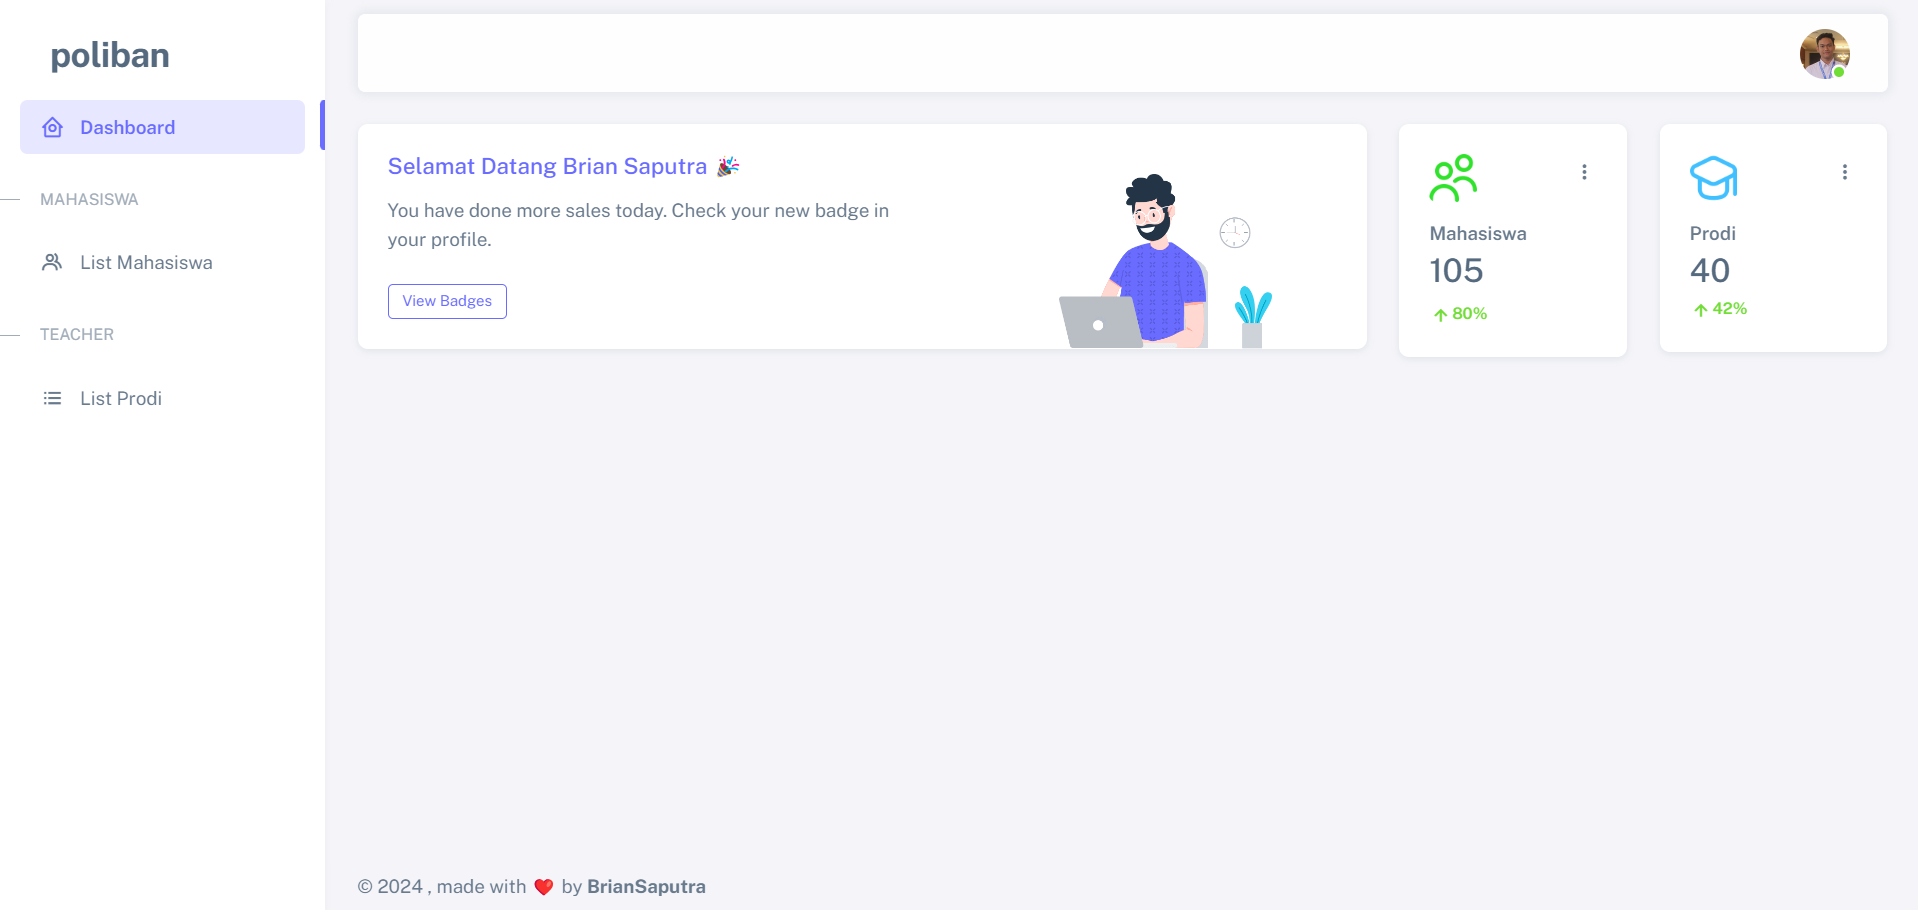 poliban
Dashboard
MAHASISWA
List Mahasiswa
TEACHER
List Prodi
Selamat Datang Brian Saputra 🎉
You have done more sales today. Check your new badge in
your profile.
View Badges
Mahasiswa
105
80%
Prodi
40
42%
© 2024 , made with ❤️ by BrianSaputra